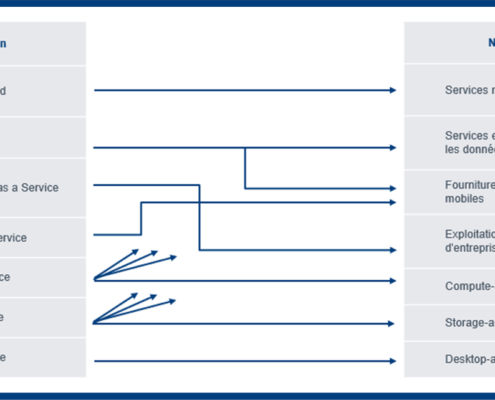 n
N
d
Services r
Services e
les donné
as a Service
Fourniture
mobiles
ervice
Exploitatio
d'entrepris
ce
Compute-
e
Storage-a
e
Desktop-a